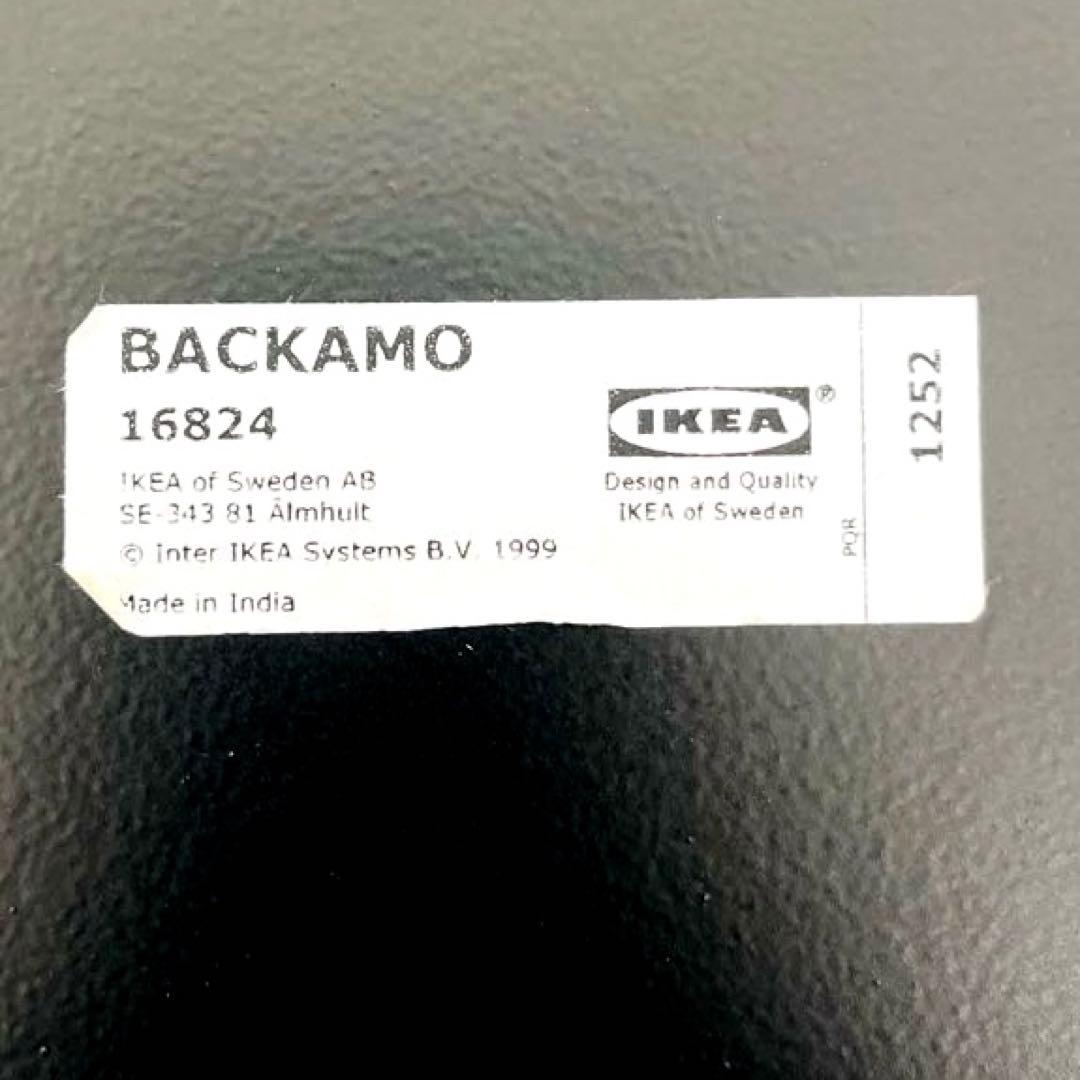 BACKAMO
16824
IKEA of Sweden AB
SE-343 81 Älmhult
© Inter IKEA Systems B.V. 1999
Made in India
IKEA®
Design and Quality
IKEA of Sweden
PQR
1252